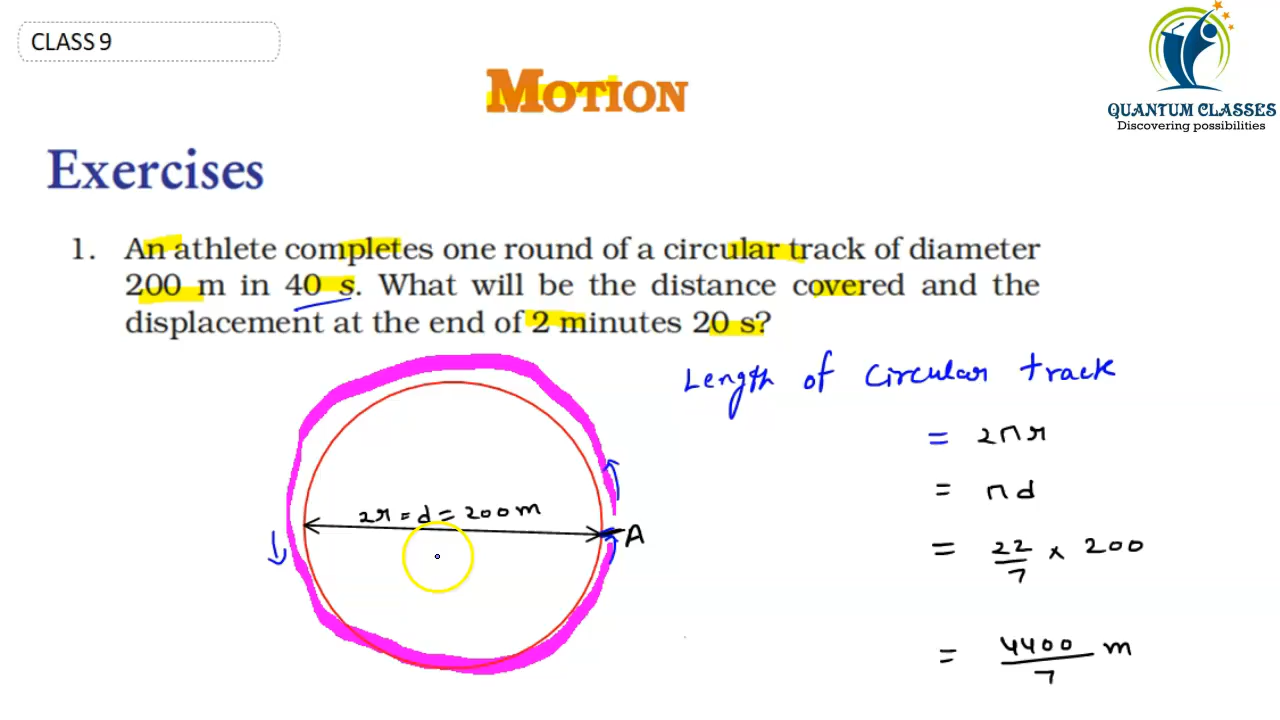 CLASS 9
QUANTUM CLASSES
Discovering possibilities
MOTION
Exercises
1. An athlete completes one round of a circular track of diameter
200 m in 40 s. What will be the distance covered and the
displacement at the end of 2 minutes 20 s?
2r = d = 200m
A
Length of circular track
= 2πr
= πd
= 22/7 × 200
= 4400/7 m